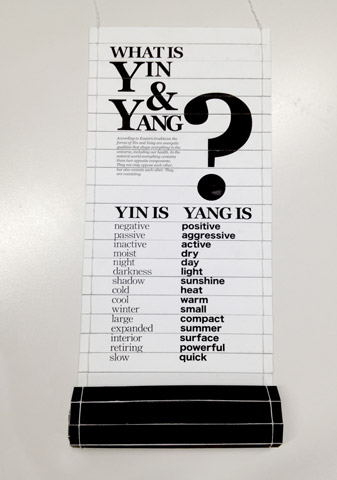 WHAT IS
YIN
&
YANG
?
According to Eastern tradition the
forces of Yin and Yang are energetic
qualities that shape everything in the
universe, including our health. In the
natural world everything contains
these two opposite components.
They not only oppose each other,
but also contain each other. They
are
YIN IS YANG IS
negative positive
passive aggressive
inactive active
moist dry
night day
darkness light
shadow sunshine
cold heat
cool warm
winter small
large compact
expanded summer
interior surface
retiring powerful
slow quick